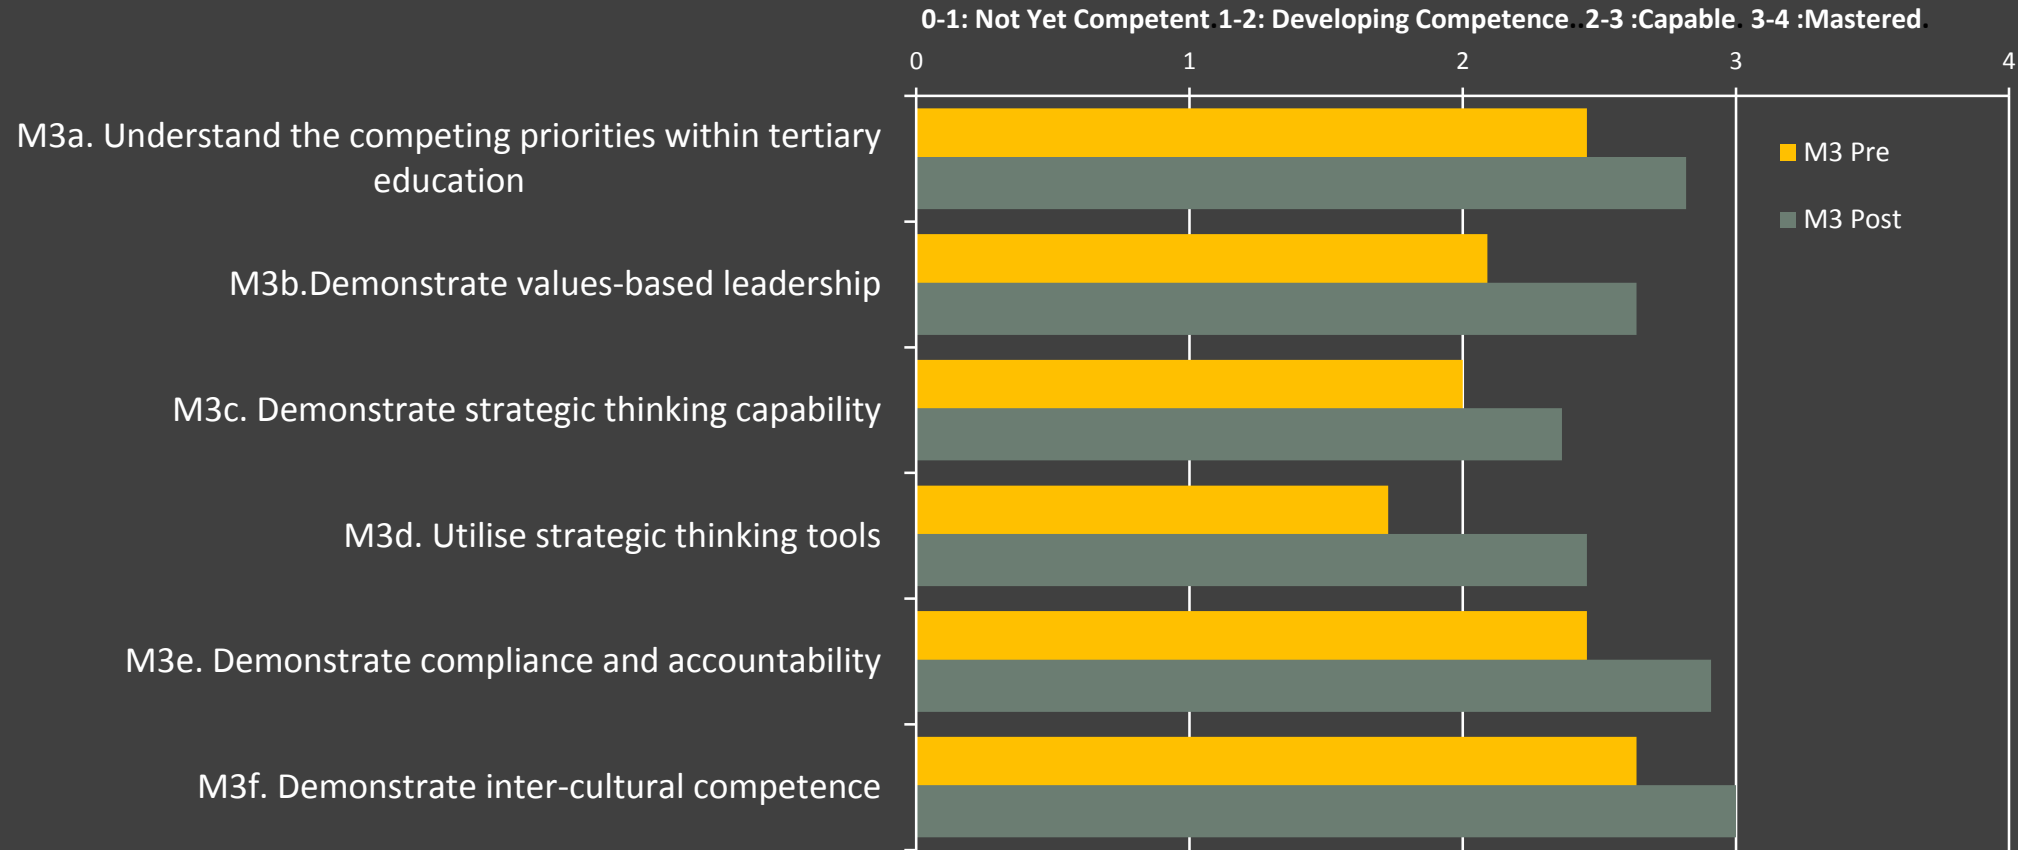 0-1: Not Yet Competent.1-2: Developing Competence..2-3 :Capable. 3-4 :Mastered.
0 1 2 3 4
M3a. Understand the competing priorities within tertiary
education
M3 Pre
M3 Post
M3b.Demonstrate values-based leadership
M3c. Demonstrate strategic thinking capability
M3d. Utilise strategic thinking tools
M3e. Demonstrate compliance and accountability
M3f. Demonstrate inter-cultural competence